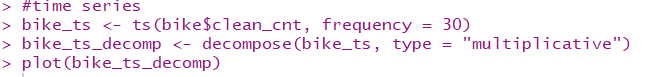 > #time series
> bike_ts <- ts(bike$clean_cnt, frequency = 30)
> bike_ts_decomp <- decompose(bike_ts, type = "multiplicative")
> plot(bike_ts_decomp)